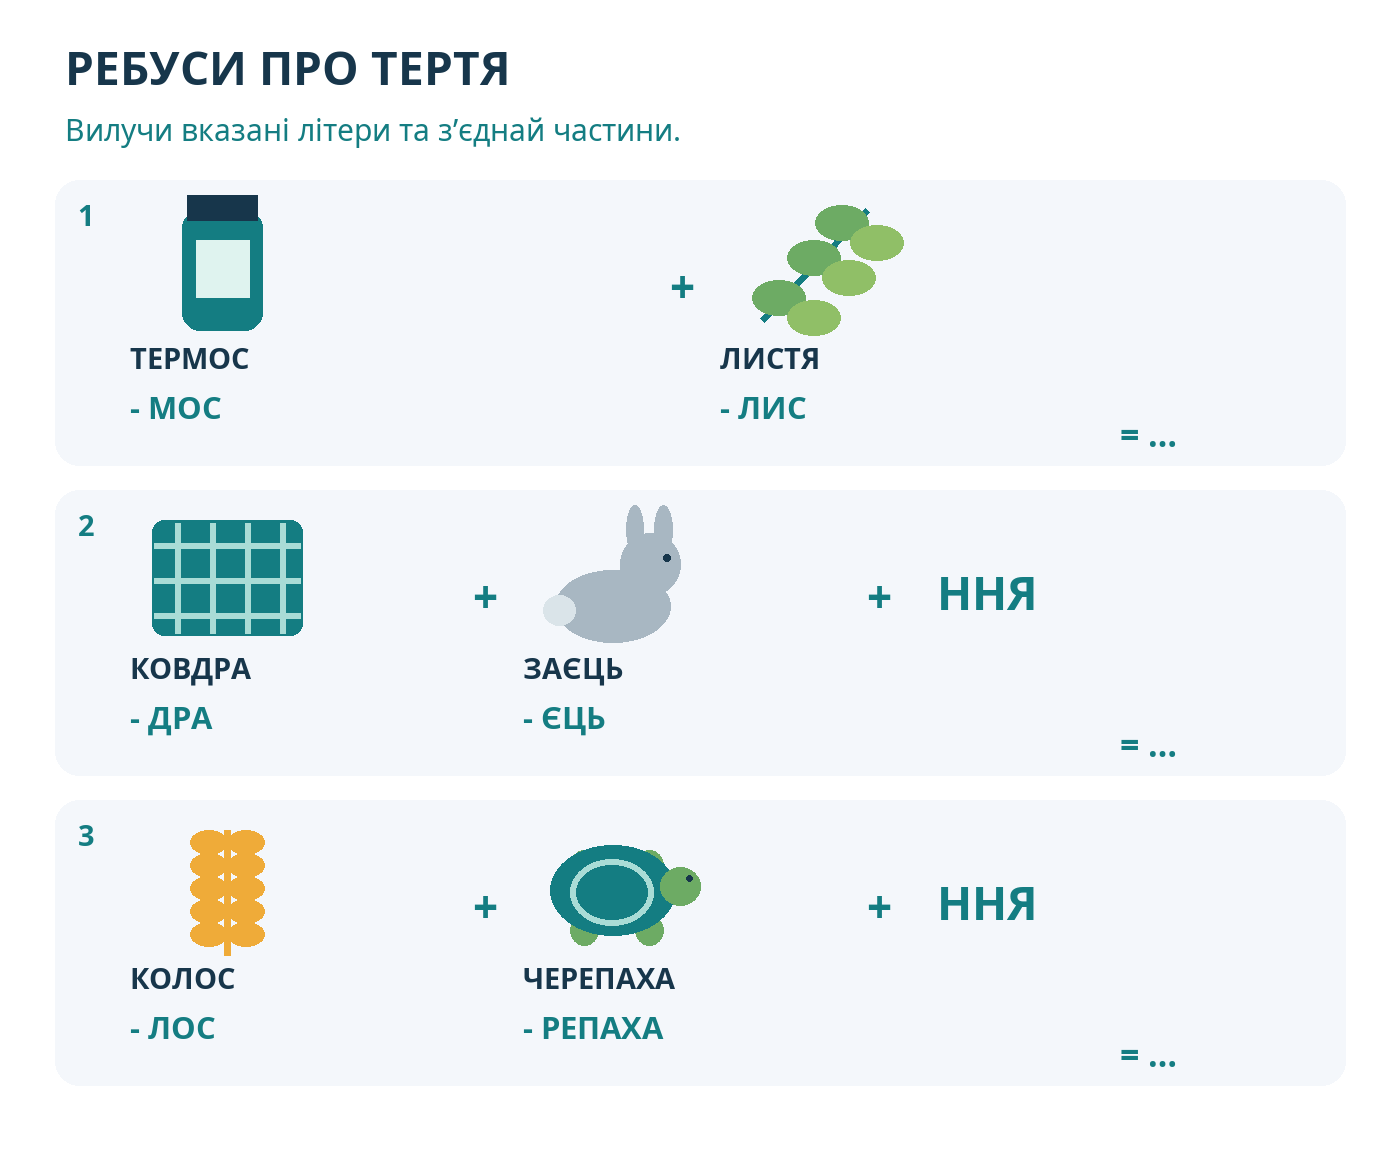 РЕБУСИ ПРО ТЕРТЯ
Вилучи вказані літери та з’єднай частини.
1
+
ТЕРМОС
ЛИСТЯ
- МОС
- ЛИС
= ...
2
+
+ ННЯ
КОВДРА
ЗАЄЦЬ
- ДРА
- ЄЦЬ
= ...
3
+
+ ННЯ
КОЛОС
ЧЕРЕПАХА
- ЛОС
- РЕПАХА
= ...